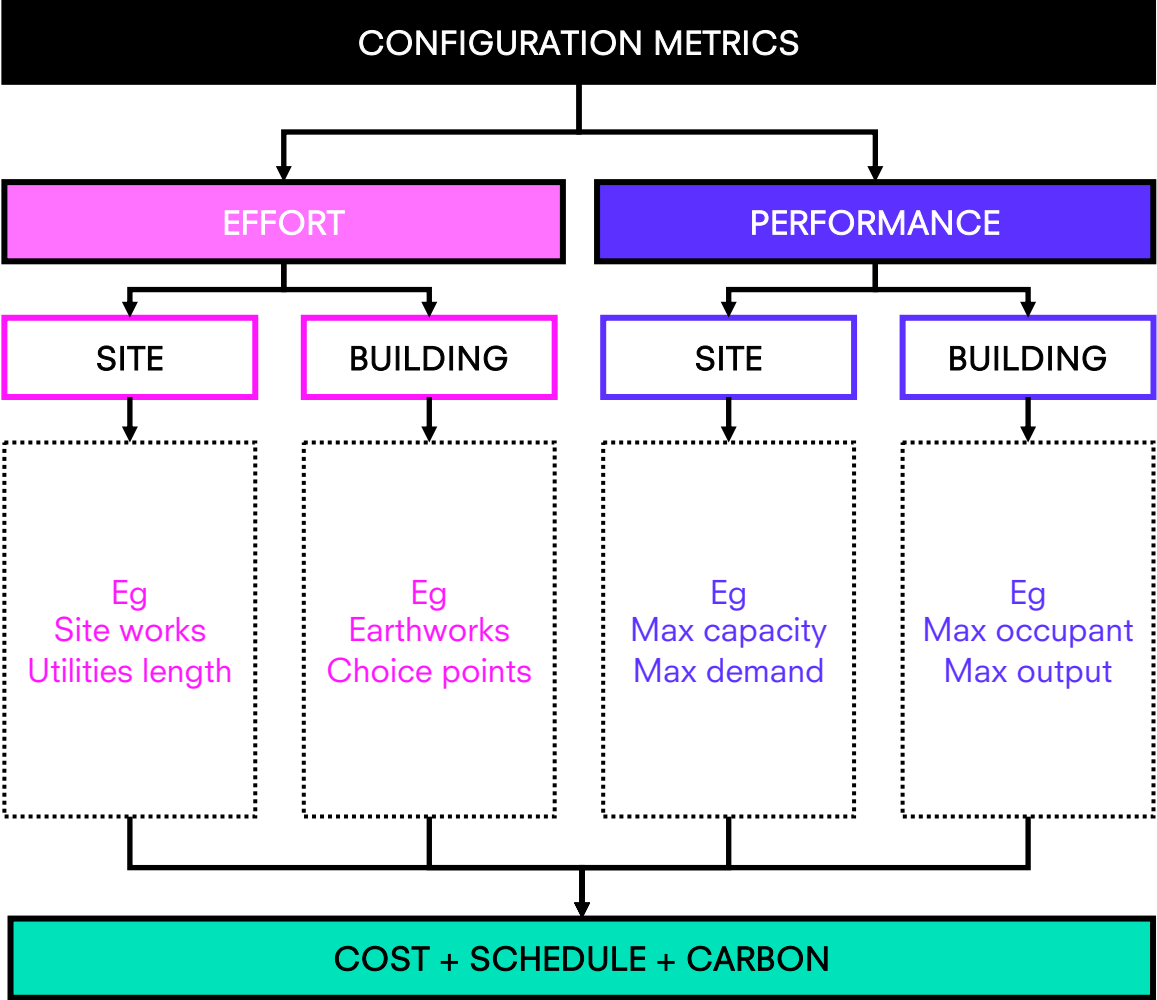 CONFIGURATION METRICS
EFFORT
PERFORMANCE
SITE
BUILDING
SITE
BUILDING
Eg
Site works
Utilities length
Eg
Earthworks
Choice points
Eg
Max capacity
Max demand
Eg
Max occupant
Max output
COST + SCHEDULE + CARBON